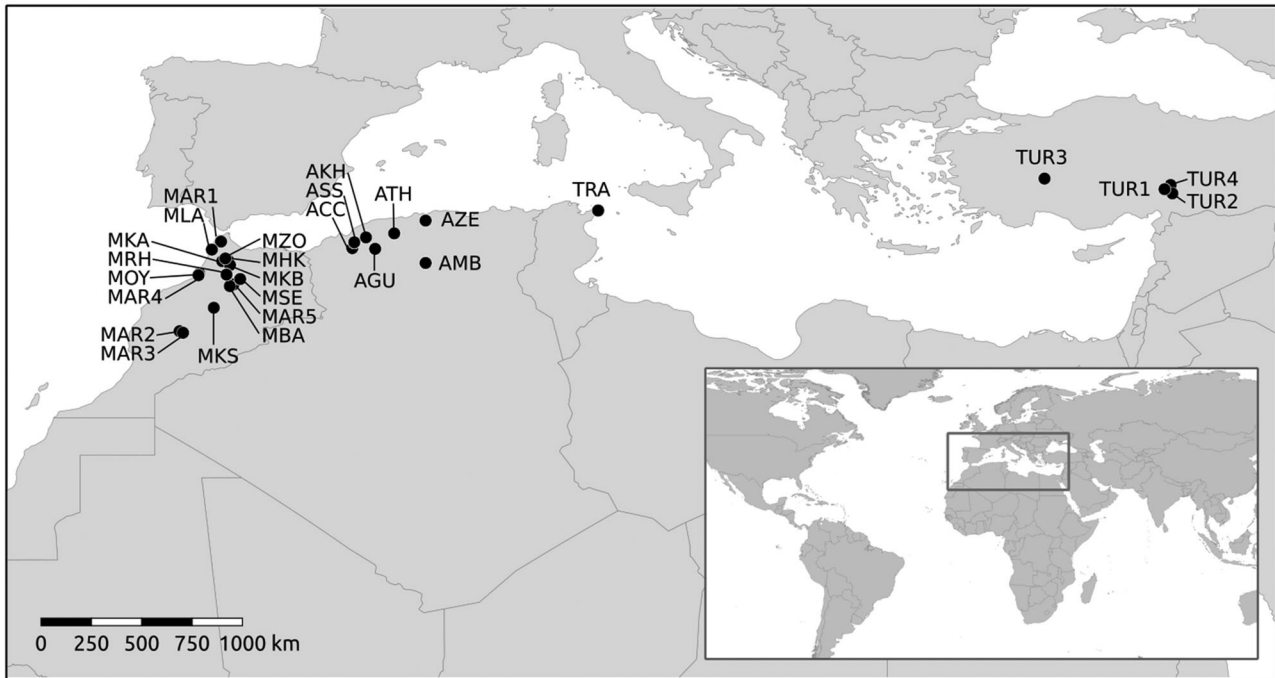 AKH
ASS
ACC
ATH
AZE
AMB
AGU
TRA
TUR3
TUR1
TUR4
TUR2
MAR1
MLA
MKA
MRH
MOY
MAR4
MZO
MHK
MKB
MSE
MAR5
MBA
MAR2
MAR3
MKS
0 250 500 750 1000 km